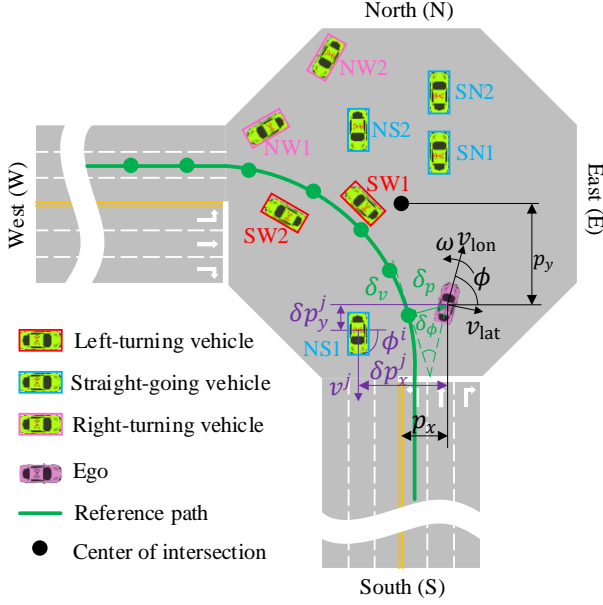 North (N)
NW2
SN2
NS2
NW1
SN1
West (W)
East (E)
SW1
SW2
ω
v_lon
p_y
ϕ
δ_v
δ_p
δp_y^j
δ_ϕ
v_lat
NS1
ϕ^i
δp_x^j
v^j
p_x
Left-turning vehicle
Straight-going vehicle
Right-turning vehicle
Ego
Reference path
Center of intersection
South (S)